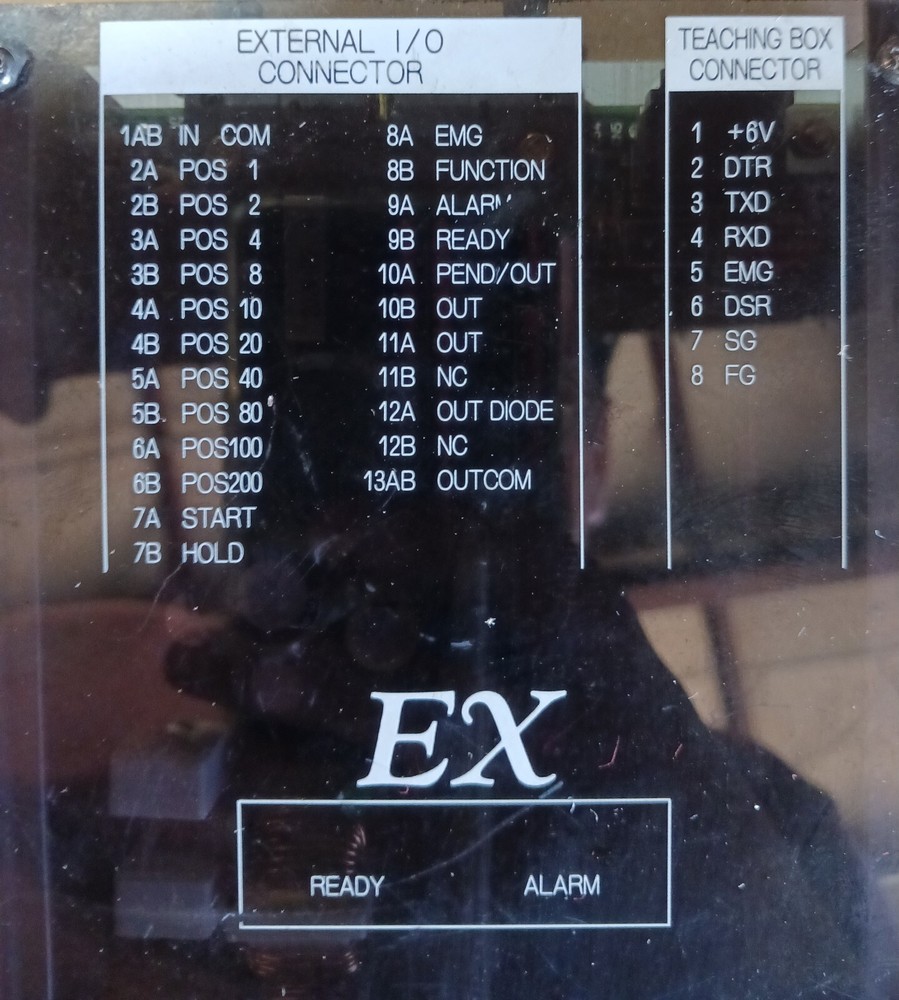 EXTERNAL I/O
CONNECTOR
1AB IN COM
2A POS 1
2B POS 2
3A POS 4
3B POS 8
4A POS 10
4B POS 20
5A POS 40
5B POS 80
6A POS100
6B POS200
7A START
7B HOLD
8A EMG
8B FUNCTION
9A ALARM
9B READY
10A PEND/OUT
10B OUT
11A OUT
11B NC
12A OUT DIODE
12B NC
13AB OUTCOM
TEACHING BOX
CONNECTOR
1 +6V
2 DTR
3 TXD
4 RXD
5 EMG
6 DSR
7 SG
8 FG
EX
READY ALARM